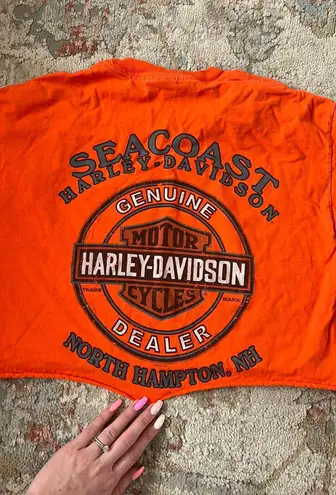 SEACOAST
HARLEY-DAVIDSON
GENUINE
MOTOR
HARLEY-DAVIDSON
TRADE MARK
CYCLES
DEALER
NORTH HAMPTON, NH